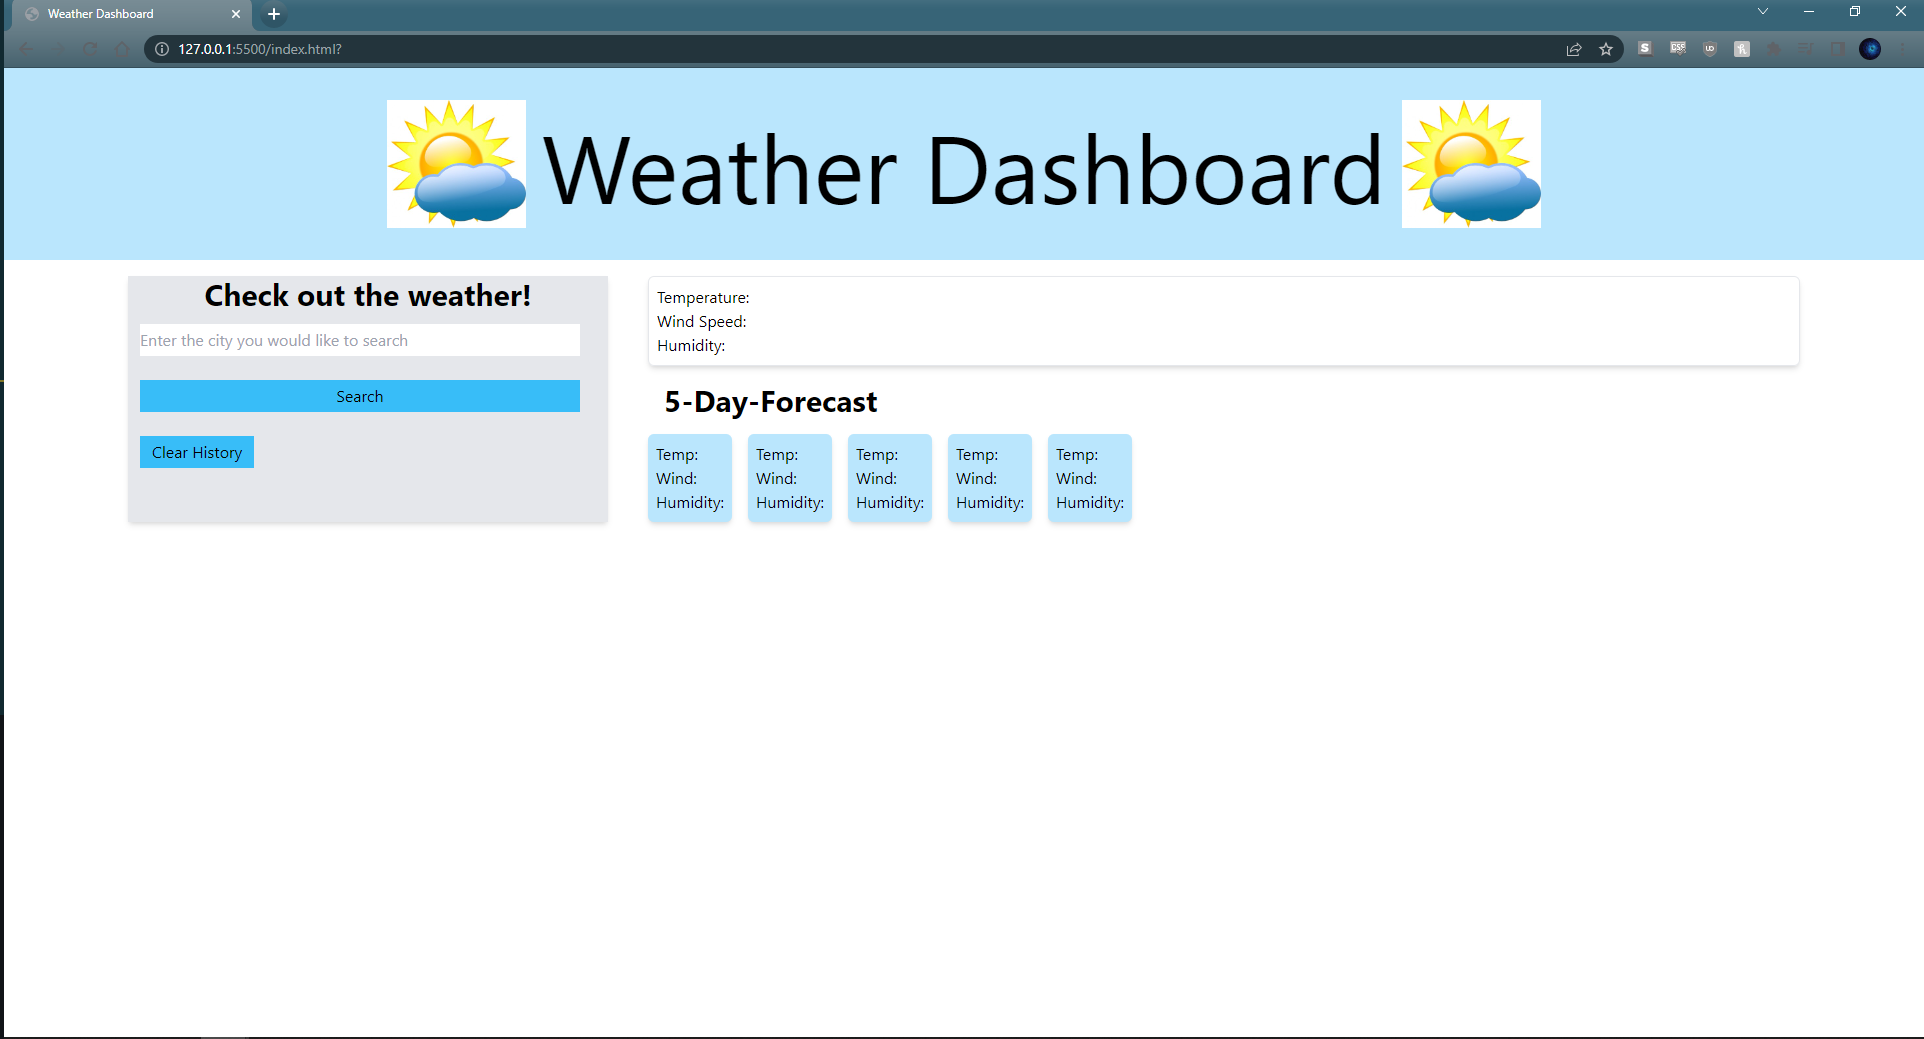 Weather Dashboard
127.0.0.1:5500/index.html?
Weather Dashboard
Check out the weather!
Enter the city you would like to search
Search
Clear History
Temperature:
Wind Speed:
Humidity:
5-Day-Forecast
Temp:
Wind:
Humidity:
Temp:
Wind:
Humidity:
Temp:
Wind:
Humidity:
Temp:
Wind:
Humidity:
Temp:
Wind:
Humidity: